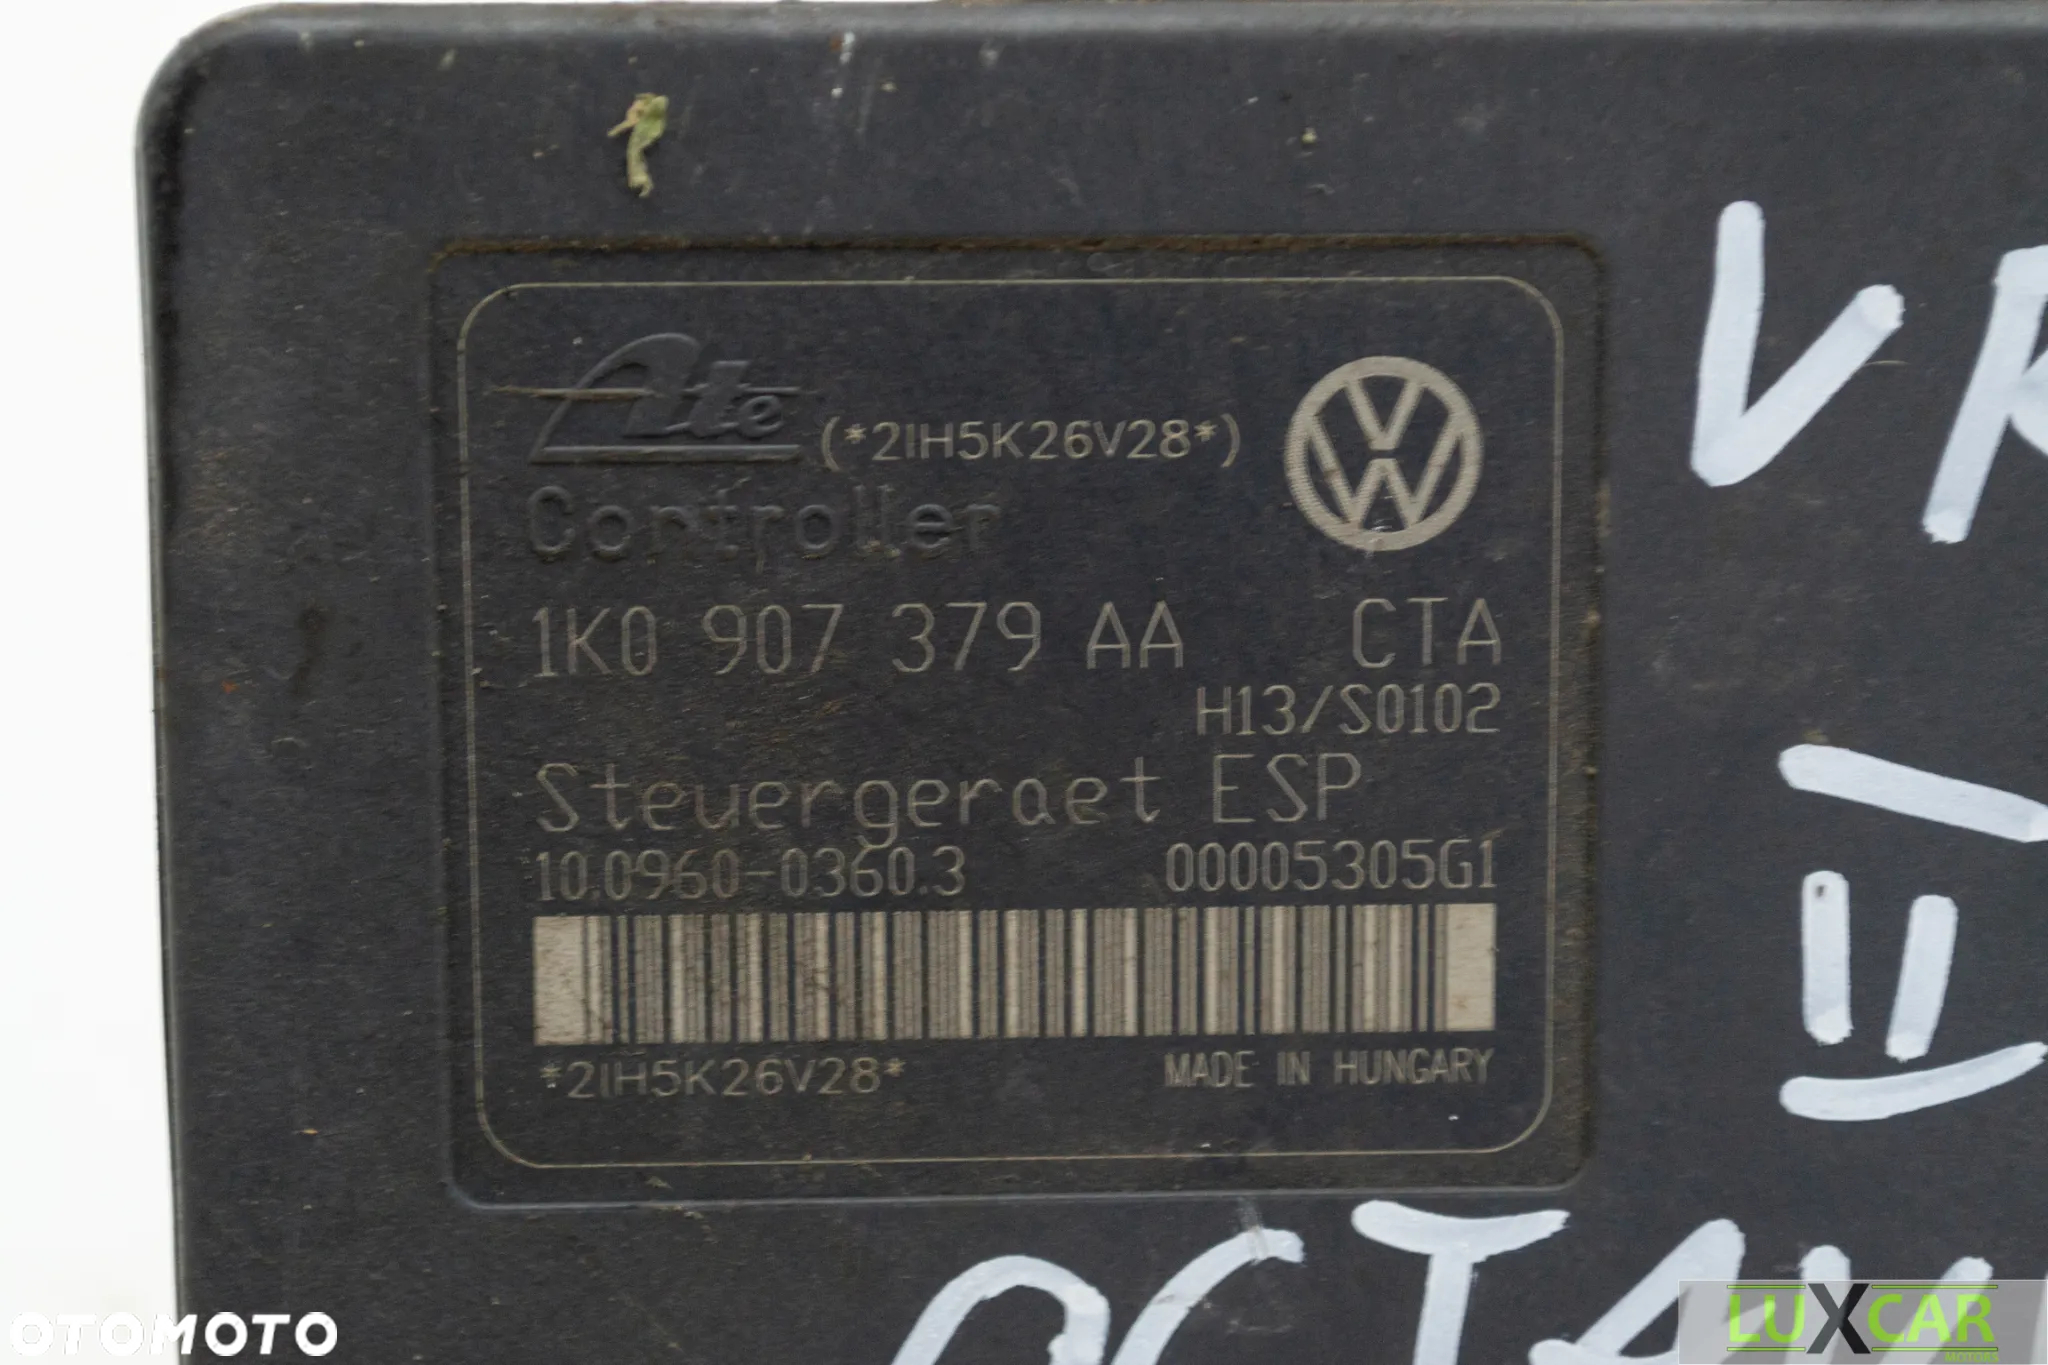 Ate (*2IH5K26V28*)
Controller
1K0 907 379 AA CTA
H13/S0102
Steuergeraet ESP
10.0960-0360.3 00005305G1
*2IH5K26V28* MADE IN HUNGARY
OTOMOTO
LUXCAR
MOTORS